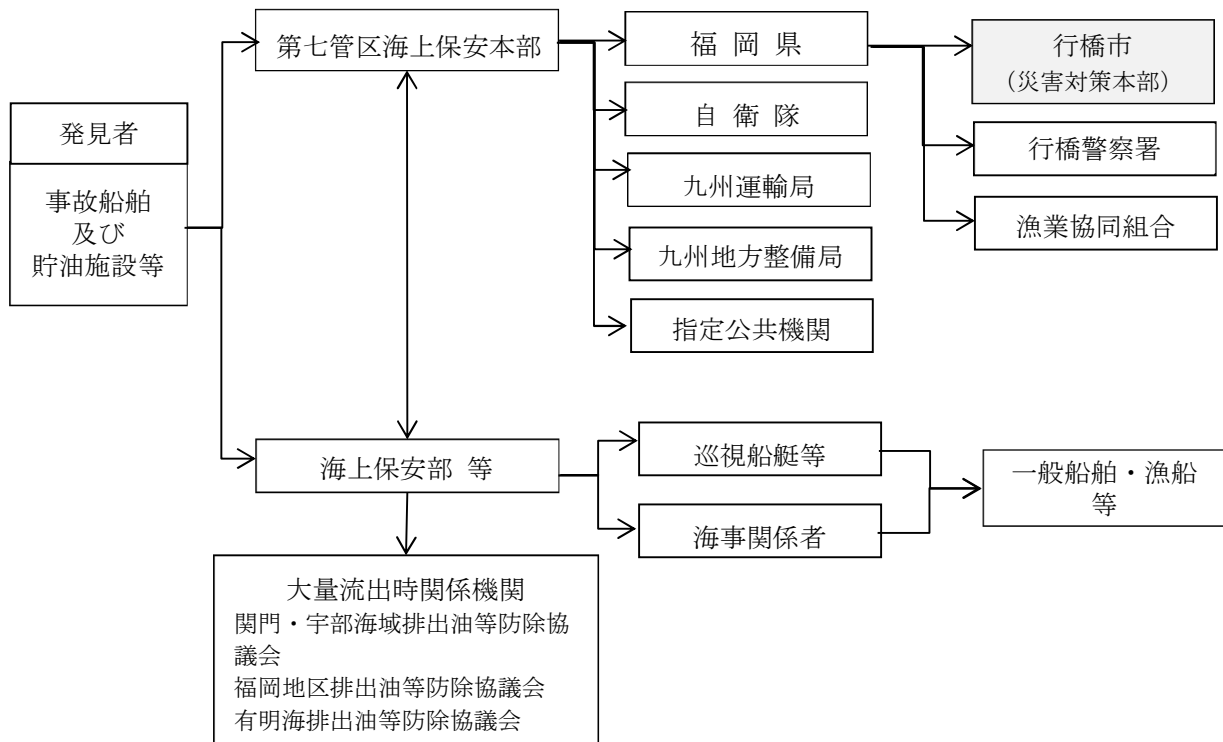 第七管区海上保安本部
福 岡 県
行橋市
(災害対策本部)
自 衛 隊
発見者
行橋警察署
九州運輸局
事故船舶
及び
貯油施設等
漁業協同組合
九州地方整備局
指定公共機関
海上保安部 等
巡視船艇等
一般船舶・漁船
等
海事関係者
大量流出時関係機関
関門・宇部海域排出油等防除協
議会
福岡地区排出油等防除協議会
有明海排出油等防除協議会